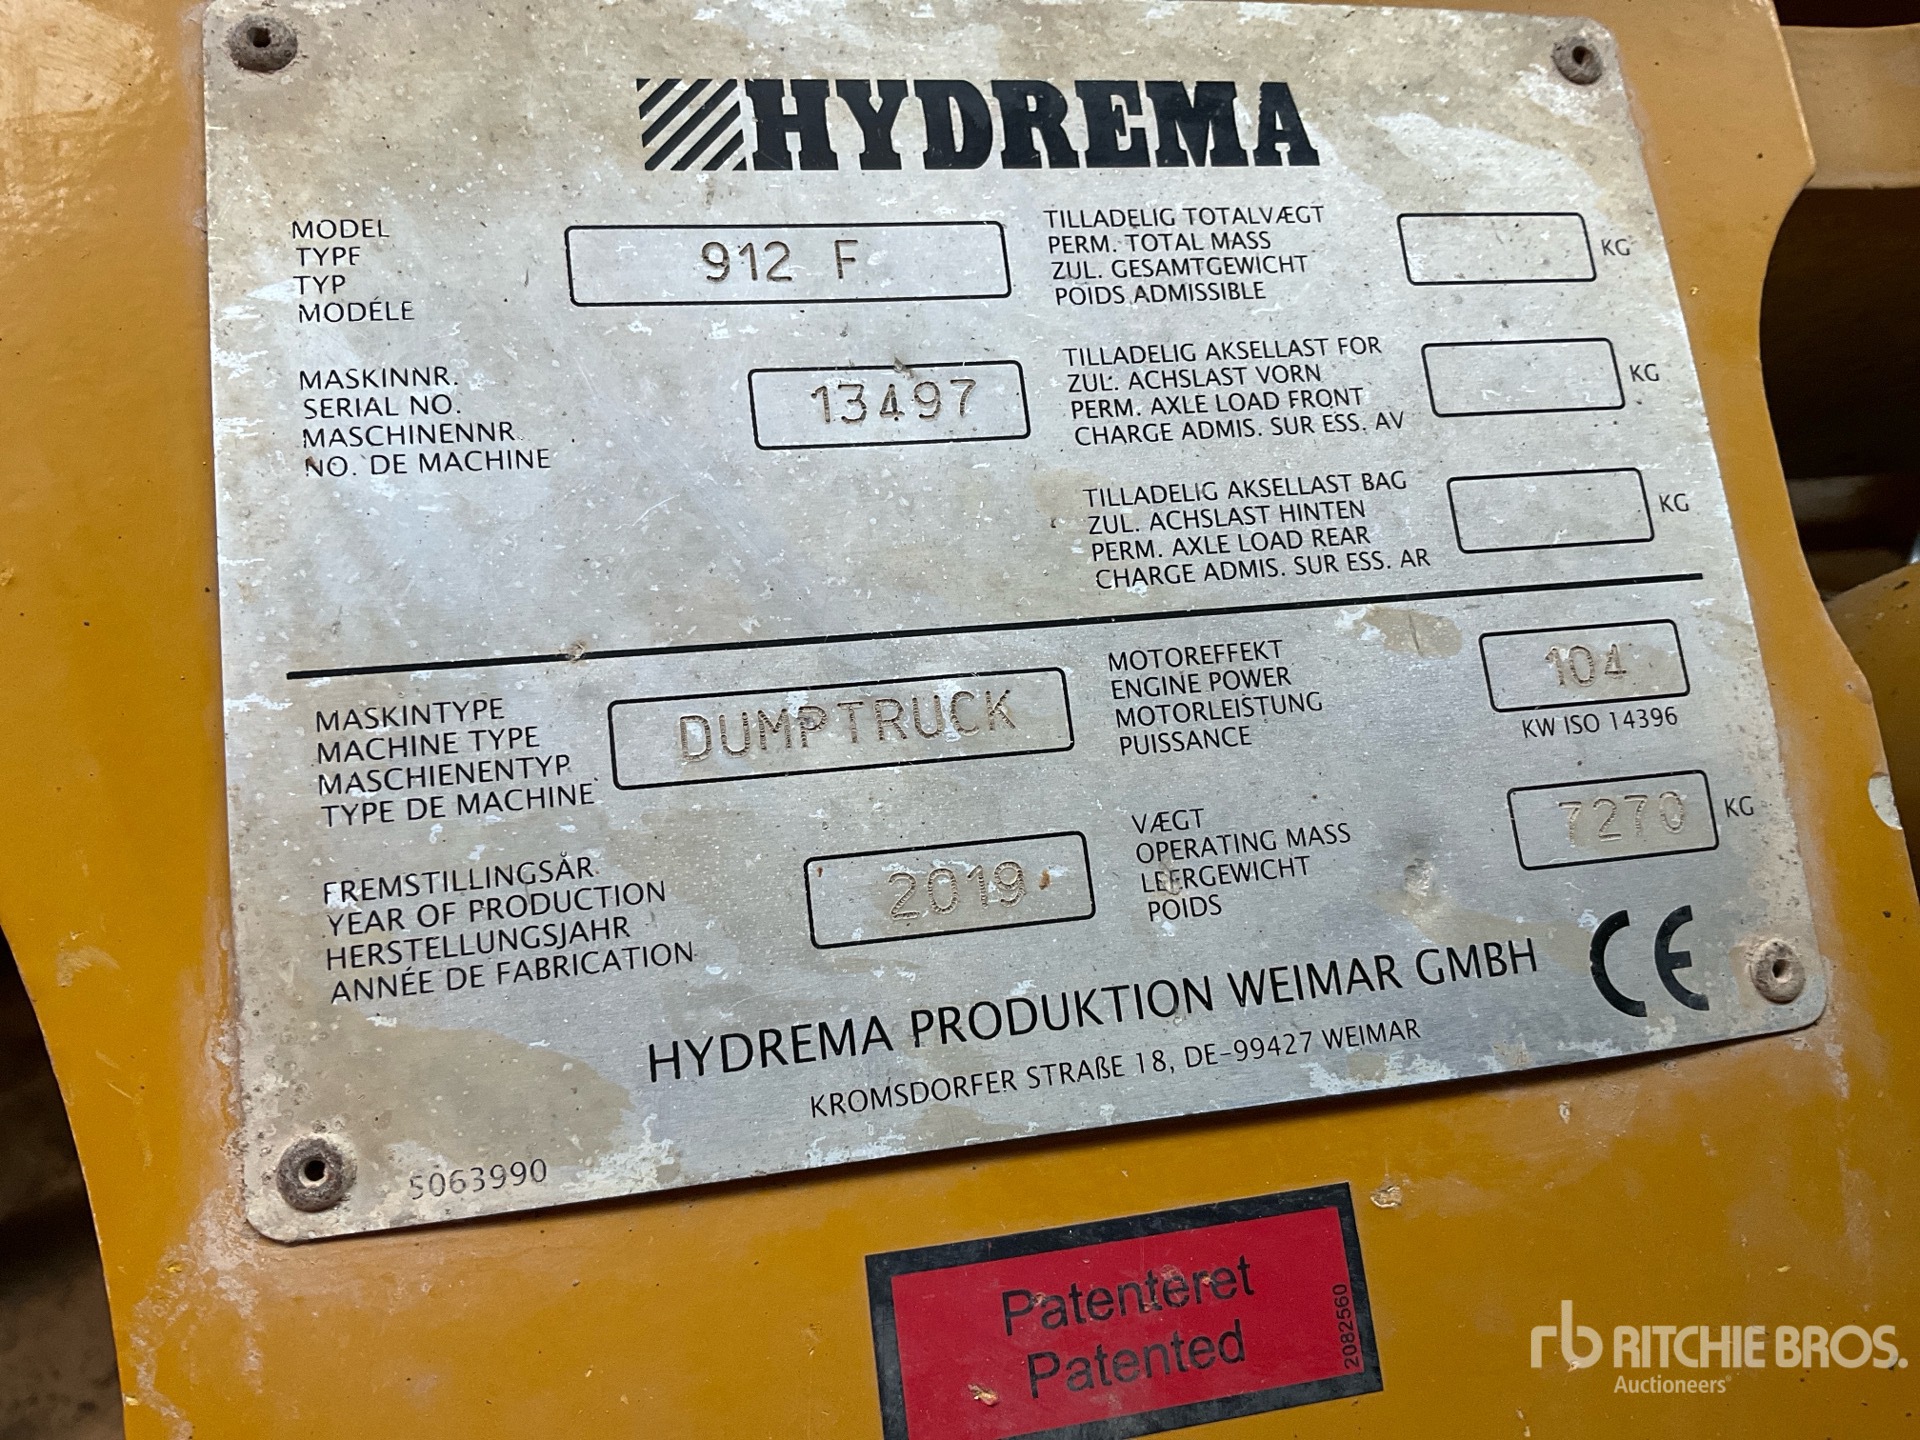 HYDREMA
MODEL
TYPE
TYP
MODÉLE
912 F
MASKINNR.
SERIAL NO.
MASCHINENNR.
NO. DE MACHINE
13497
TILLADELIG TOTALVÆGT
PERM. TOTAL MASS
ZUL. GESAMTGEWICHT
POIDS ADMISSIBLE
KG
TILLADELIG AKSELLAST FOR
ZUL. ACHSLAST VORN
PERM. AXLE LOAD FRONT
CHARGE ADMIS. SUR ESS. AV
KG
TILLADELIG AKSELLAST BAG
ZUL. ACHSLAST HINTEN
PERM. AXLE LOAD REAR
CHARGE ADMIS. SUR ESS. AR
KG
MASKINTYPE
MACHINE TYPE
MASCHIENENTYP
TYPE DE MACHINE
DUMPTRUCK
FREMSTILLINGSÅR
YEAR OF PRODUCTION
HERSTELLUNGSJAHR
ANNÉE DE FABRICATION
2019
MOTOREFFEKT
ENGINE POWER
MOTORLEISTUNG
PUISSANCE
104
KW ISO 14396
VÆGT
OPERATING MASS
LEERGEWICHT
POIDS
7270
KG
HYDREMA PRODUKTION WEIMAR GMBH
KROMSDORFER STRAßE 18, DE-99427 WEIMAR
CE
5063990
Patenteret
Patented
2082560
rb RITCHIE BROS.
Auctioneers